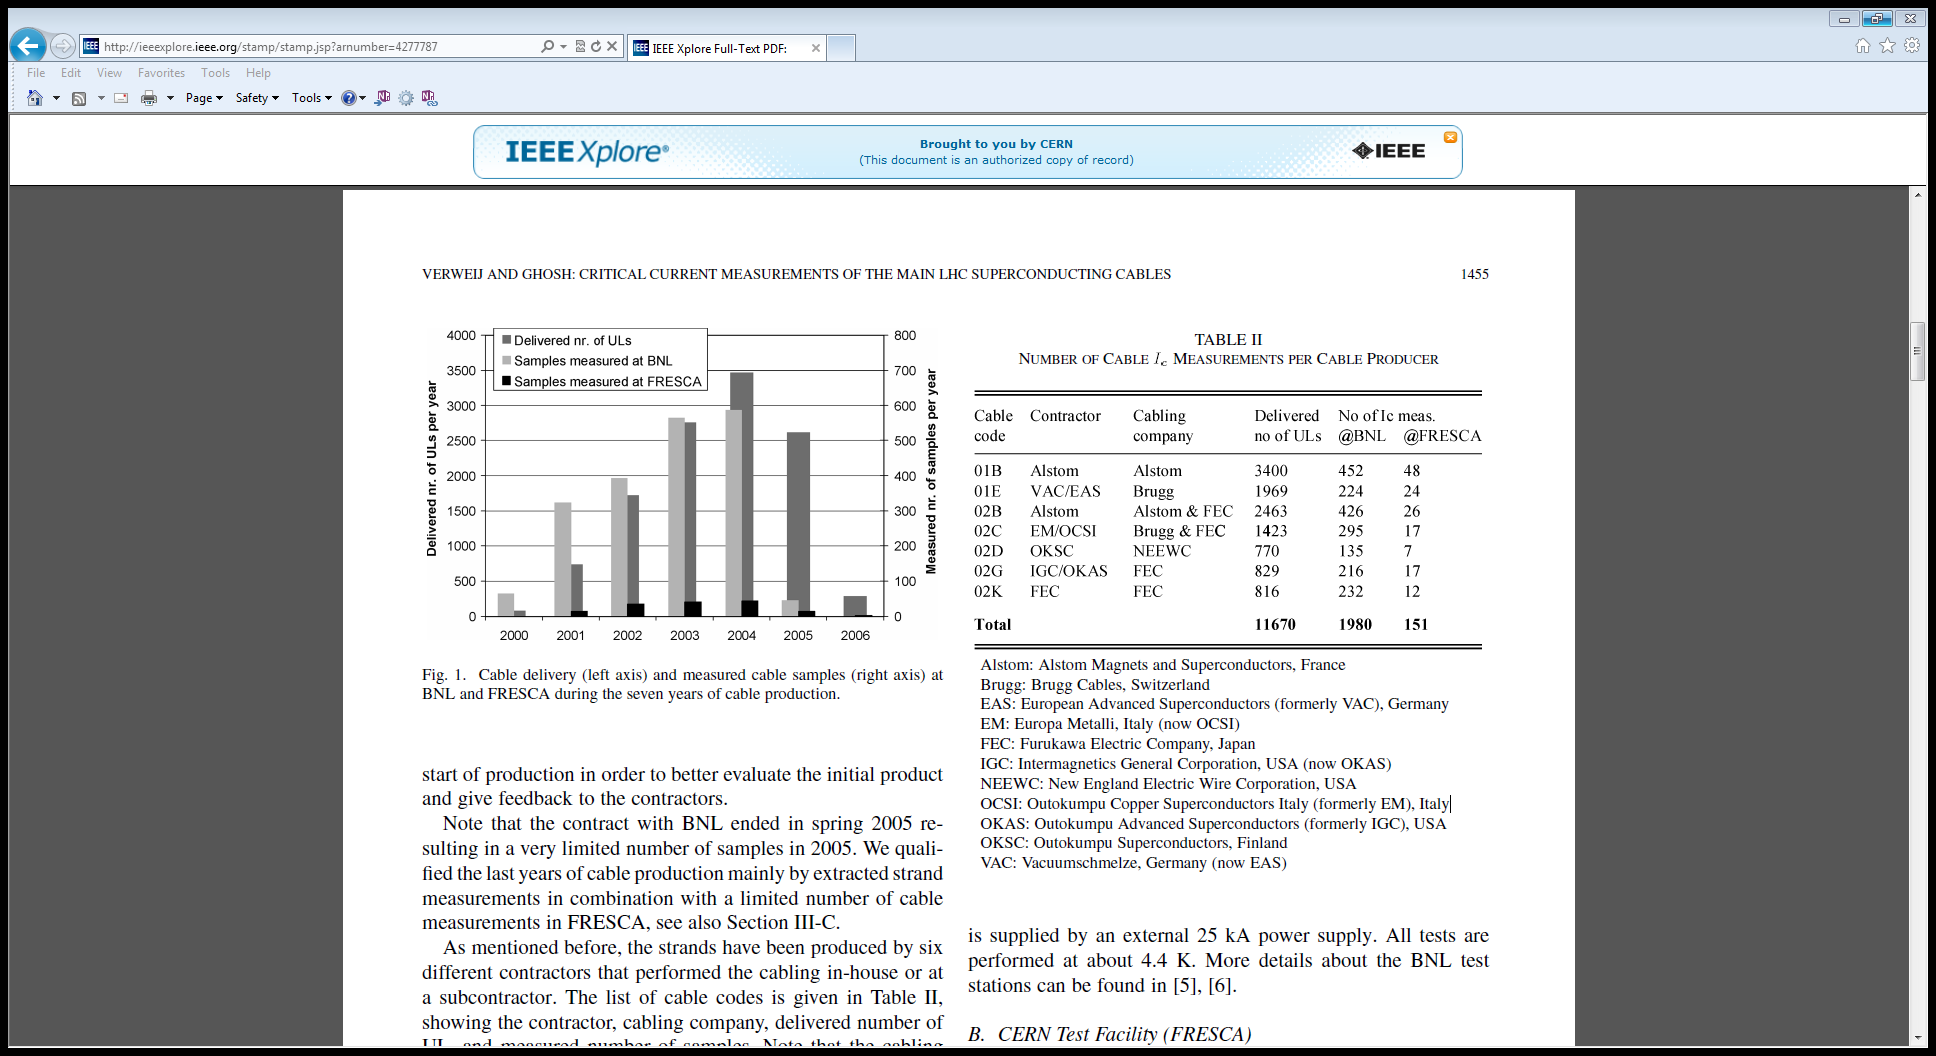 http://ieeexplore.ieee.org/stamp/stamp.jsp?arnumber=4277787
IEEE Xplore Full-Text PDF:
File Edit View Favorites Tools Help
Page Safety Tools
IEEE Xplore®
Brought to you by CERN
(This document is an authorized copy of record)
IEEE
VERWEIJ AND GHOSH: CRITICAL CURRENT MEASUREMENTS OF THE MAIN LHC SUPERCONDUCTING CABLES 1455
Delivered nr. of ULs
Samples measured at BNL
Samples measured at FRESCA
Delivered nr. of ULs per year
4000
3500
3000
2500
2000
1500
1000
500
0
800
700
600
500
400
300
200
100
0
Measured nr. of samples per year
2000 2001 2002 2003 2004 2005 2006
Fig. 1. Cable delivery (left axis) and measured cable samples (right axis) at
BNL and FRESCA during the seven years of cable production.
start of production in order to better evaluate the initial product
and give feedback to the contractors.
Note that the contract with BNL ended in spring 2005 re-
sulting in a very limited number of samples in 2005. We quali-
fied the last years of cable production mainly by extracted strand
measurements in combination with a limited number of cable
measurements in FRESCA, see also Section III-C.
As mentioned before, the strands have been produced by six
different contractors that performed the cabling in-house or at
a subcontractor. The list of cable codes is given in Table II,
showing the contractor, cabling company, delivered number of
UL, and measured number of samples. Note that the cabling
TABLE II
NUMBER OF CABLE Ic MEASUREMENTS PER CABLE PRODUCER
Cable Contractor Cabling Delivered No of Ic meas.
code company no of ULs @BNL @FRESCA
01B Alstom Alstom 3400 452 48
01E VAC/EAS Brugg 1969 224 24
02B Alstom Alstom & FEC 2463 426 26
02C EM/OCSI Brugg & FEC 1423 295 17
02D OKSC NEEWC 770 135 7
02G IGC/OKAS FEC 829 216 17
02K FEC FEC 816 232 12
Total 11670 1980 151
Alstom: Alstom Magnets and Superconductors, France
Brugg: Brugg Cables, Switzerland
EAS: European Advanced Superconductors (formerly VAC), Germany
EM: Europa Metalli, Italy (now OCSI)
FEC: Furukawa Electric Company, Japan
IGC: Intermagnetics General Corporation, USA (now OKAS)
NEEWC: New England Electric Wire Corporation, USA
OCSI: Outokumpu Copper Superconductors Italy (formerly EM), Italy
OKAS: Outokumpu Advanced Superconductors (formerly IGC), USA
OKSC: Outokumpu Superconductors, Finland
VAC: Vacuumschmelze, Germany (now EAS)
is supplied by an external 25 kA power supply. All tests are
performed at about 4.4 K. More details about the BNL test
stations can be found in [5], [6].
B. CERN Test Facility (FRESCA)